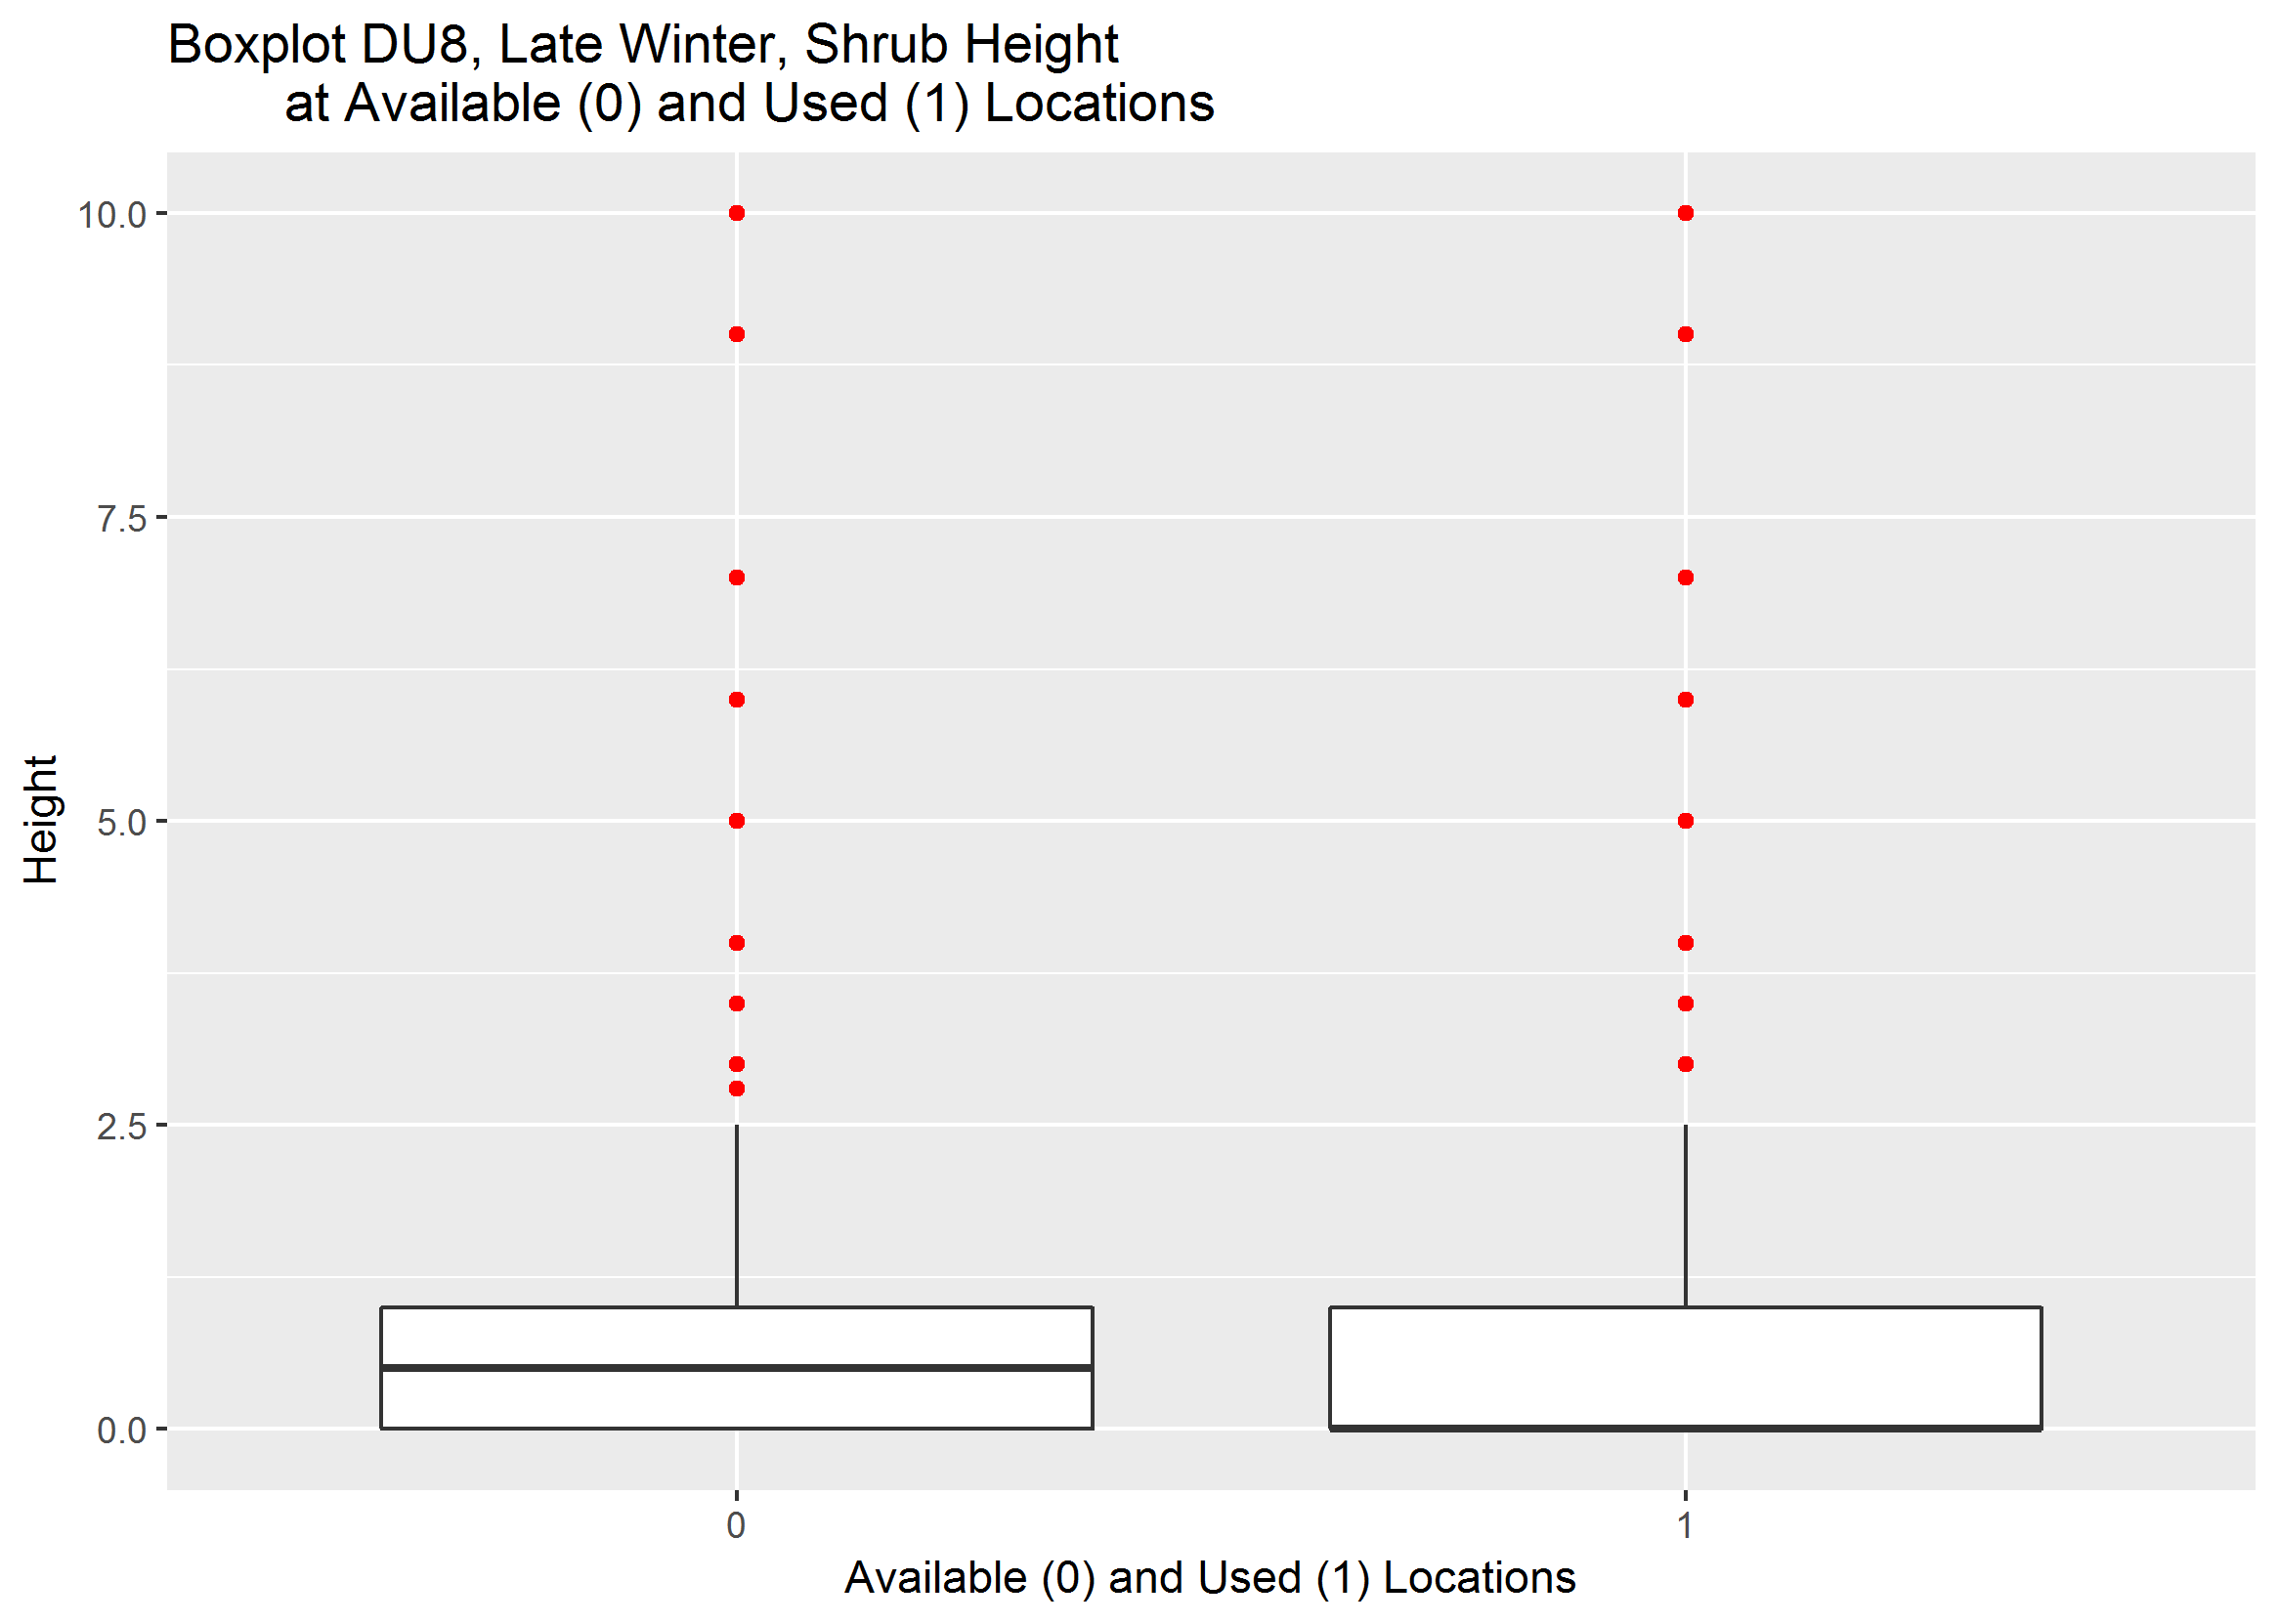 Boxplot DU8, Late Winter, Shrub Height
at Available (0) and Used (1) Locations
10.0
7.5
5.0
2.5
0.0
Height
0
1
Available (0) and Used (1) Locations